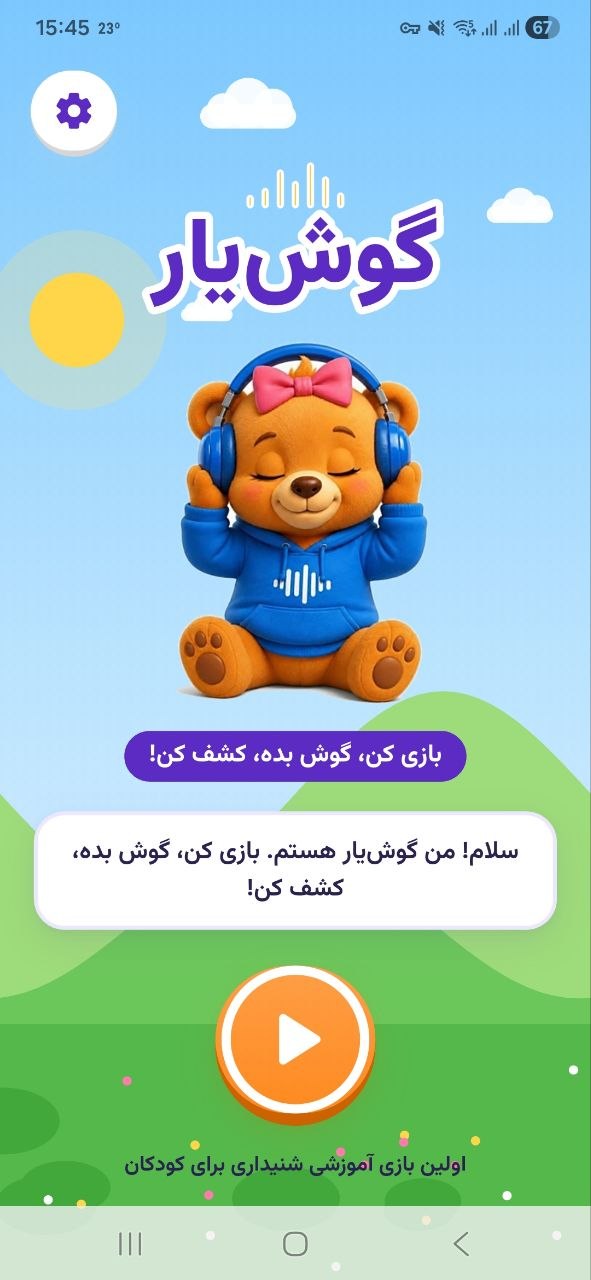 15:45 23°
67
گوش‌یار
بازی کن، گوش بده، کشف کن!
سلام! من گوش‌یار هستم. بازی کن، گوش بده،
کشف کن!
اولین بازی آموزشی شنیداری برای کودکان